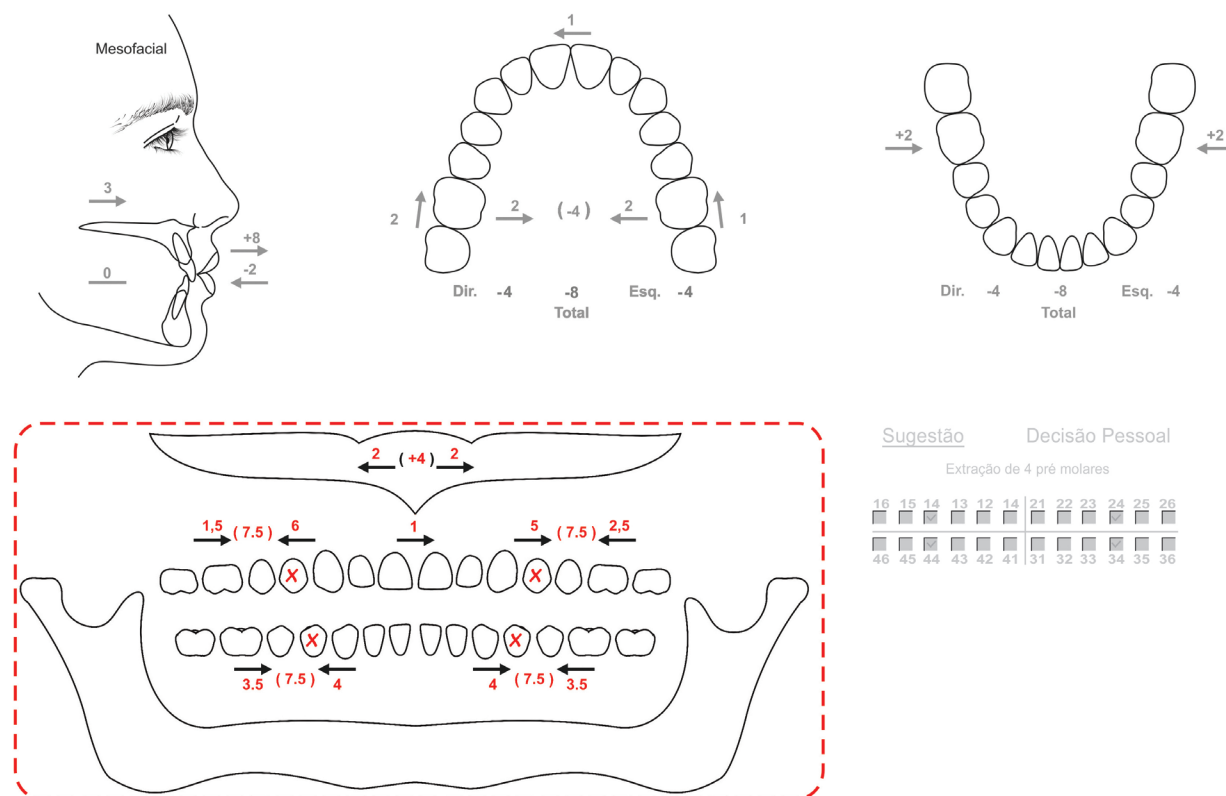 Mesofacial
3
+8
-2
0
1
2 2 (-4) 2 1
Dir. -4 -8 Esq. -4
Total
+2 +2
Dir. -4 -8 Esq. -4
Total
2 (+4) 2
1,5 (7.5) 6 1 5 (7.5) 2,5
X X
X X
3.5 (7.5) 4 4 (7.5) 3.5
Sugestão Decisão Pessoal
Extração de 4 pré molares
16 15 14 13 12 14 21 22 23 24 25 26
46 45 44 43 42 41 31 32 33 34 35 36